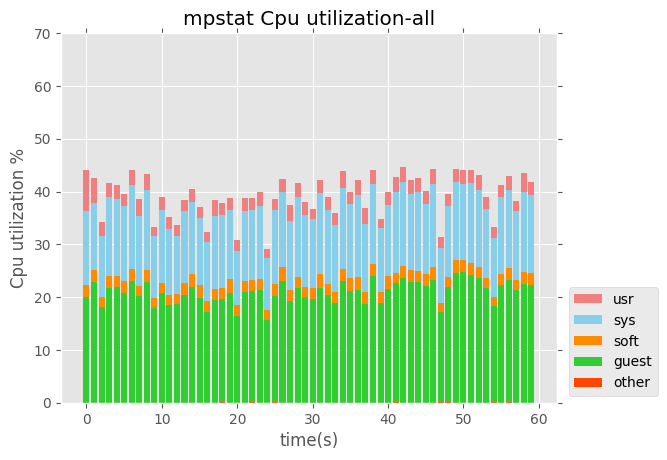 mpstat Cpu utilization-all
70
60
50
40
30
20
10
0
Cpu utilization %
0 10 20 30 40 50 60
time(s)
usr
sys
soft
guest
other